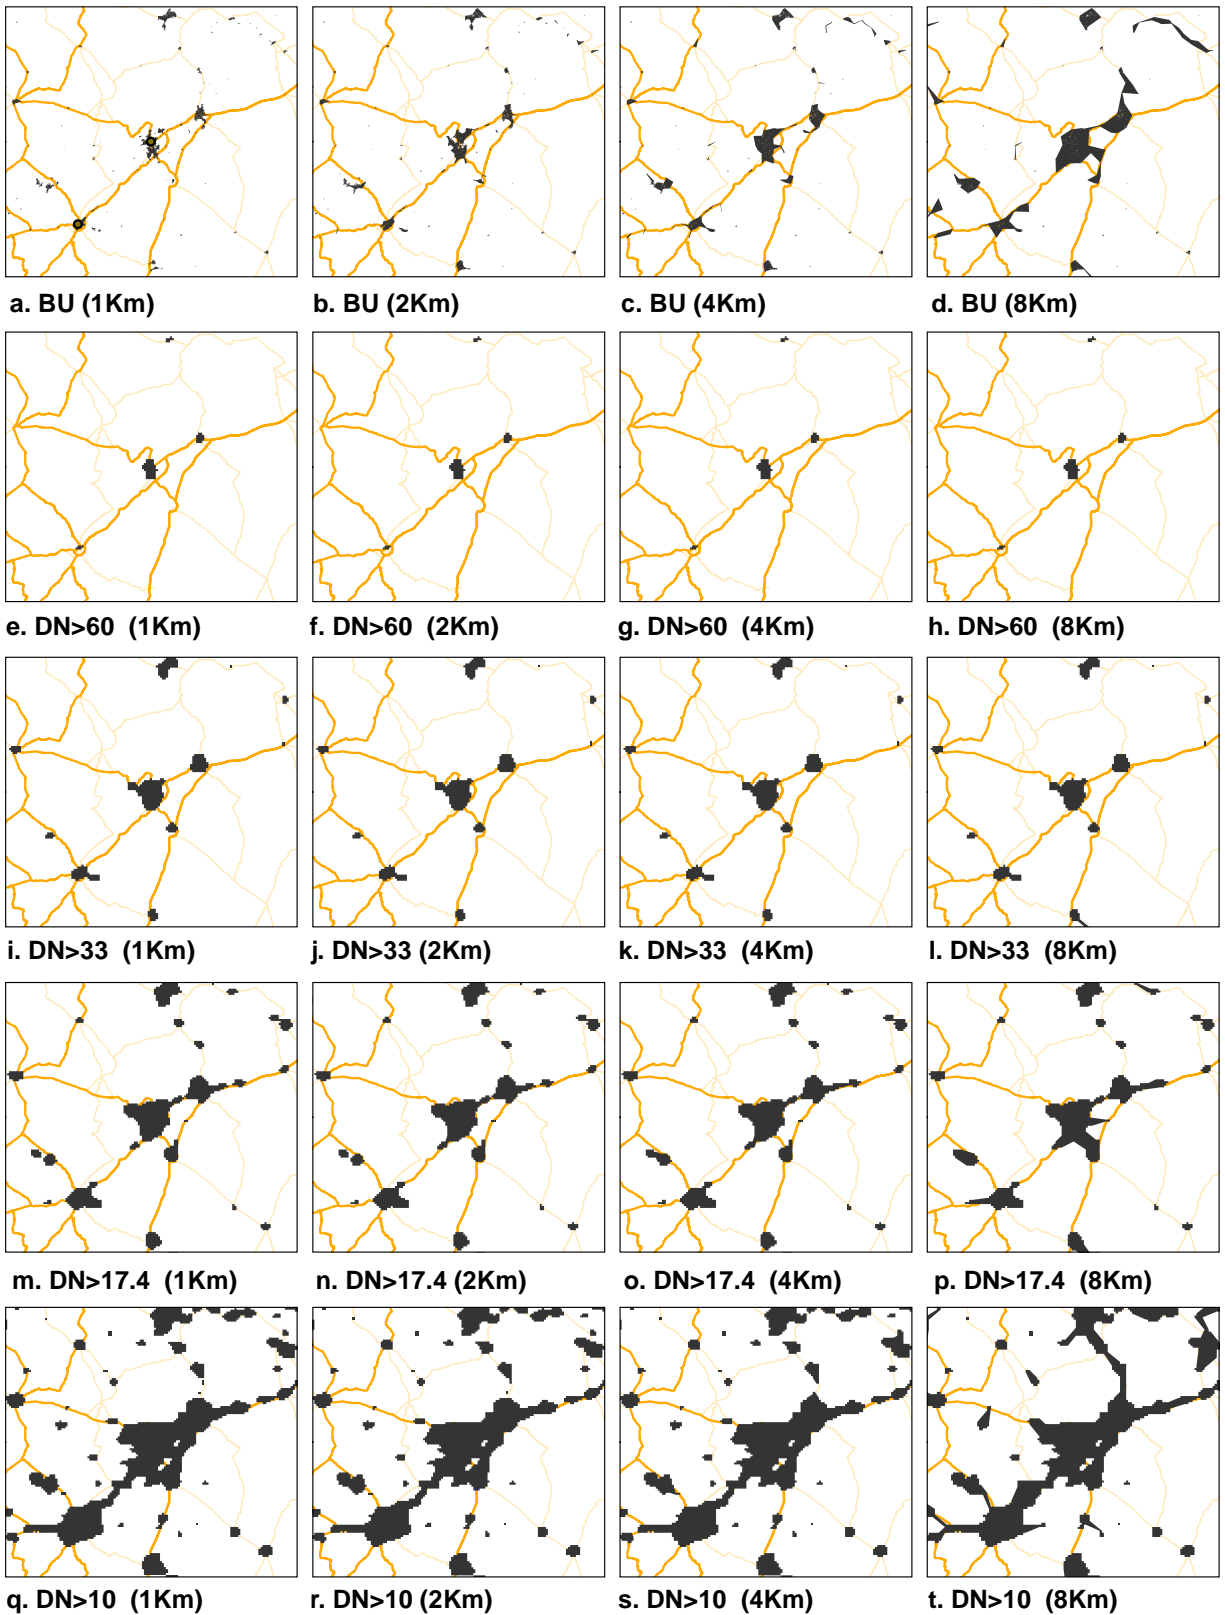 a. BU (1Km) b. BU (2Km) c. BU (4Km) d. BU (8Km)
e. DN>60 (1Km) f. DN>60 (2Km) g. DN>60 (4Km) h. DN>60 (8Km)
i. DN>33 (1Km) j. DN>33 (2Km) k. DN>33 (4Km) l. DN>33 (8Km)
m. DN>17.4 (1Km) n. DN>17.4 (2Km) o. DN>17.4 (4Km) p. DN>17.4 (8Km)
q. DN>10 (1Km) r. DN>10 (2Km) s. DN>10 (4Km) t. DN>10 (8Km)